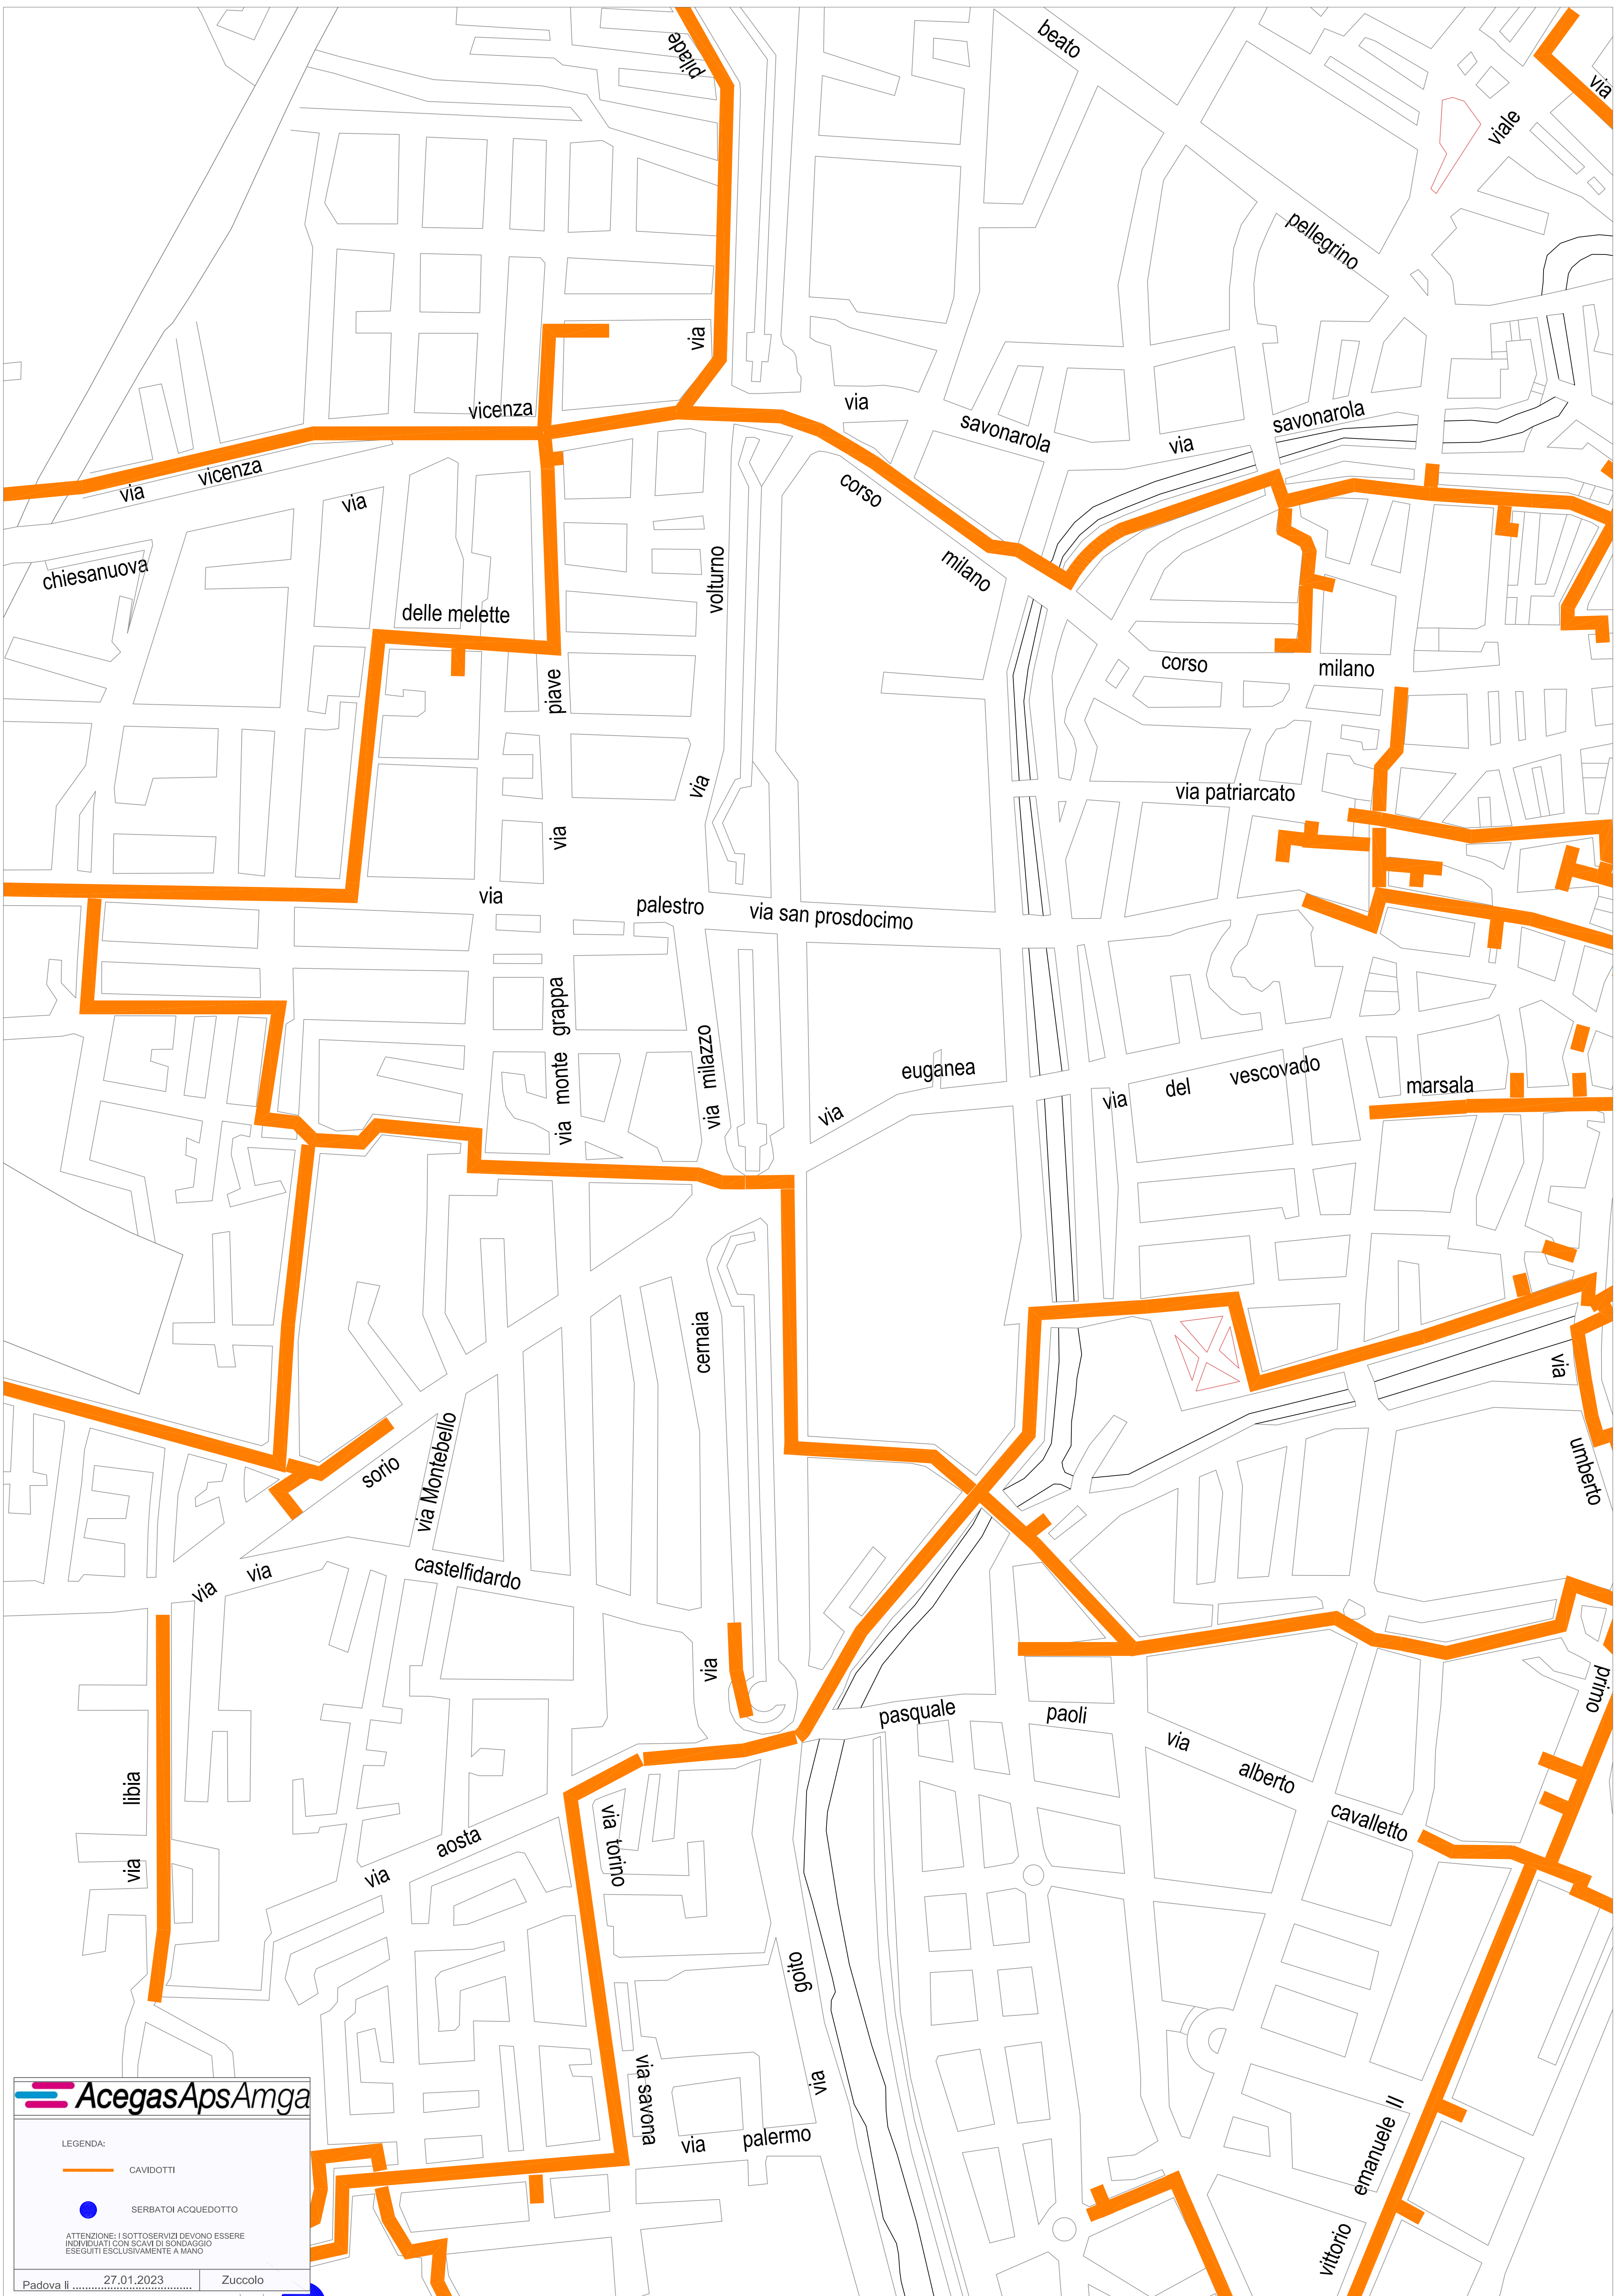 pilade
beato
via
viale
pellegrino
via
vicenza
via
savonarola
savonarola
via
via
vicenza
via
corso
milano
chiesanuova
volturno
delle melette
corso
milano
piave
via
via patriarcato
via
via
palestro
via san prosdocimo
via monte grappa
via milazzo
euganea
via
via
del
vescovado
marsala
cernaia
via
umberto
via Montebello
sorio
castelfidardo
via
via
via
primo
pasquale
paoli
via
alberto
cavalletto
libia
via
via torino
aosta
via
goito
via
via savona
via
palermo
emanuele II
vittorio
AcegasApsAmga
LEGENDA:
CAVIDOTTI
SERBATOI ACQUEDOTTO
ATTENZIONE: I SOTTOSERVIZI DEVONO ESSERE
INDIVIDUATI CON SCAVI DI SONDAGGIO
ESEGUITI ESCLUSIVAMENTE A MANO
Padova li 27.01.2023 Zuccolo